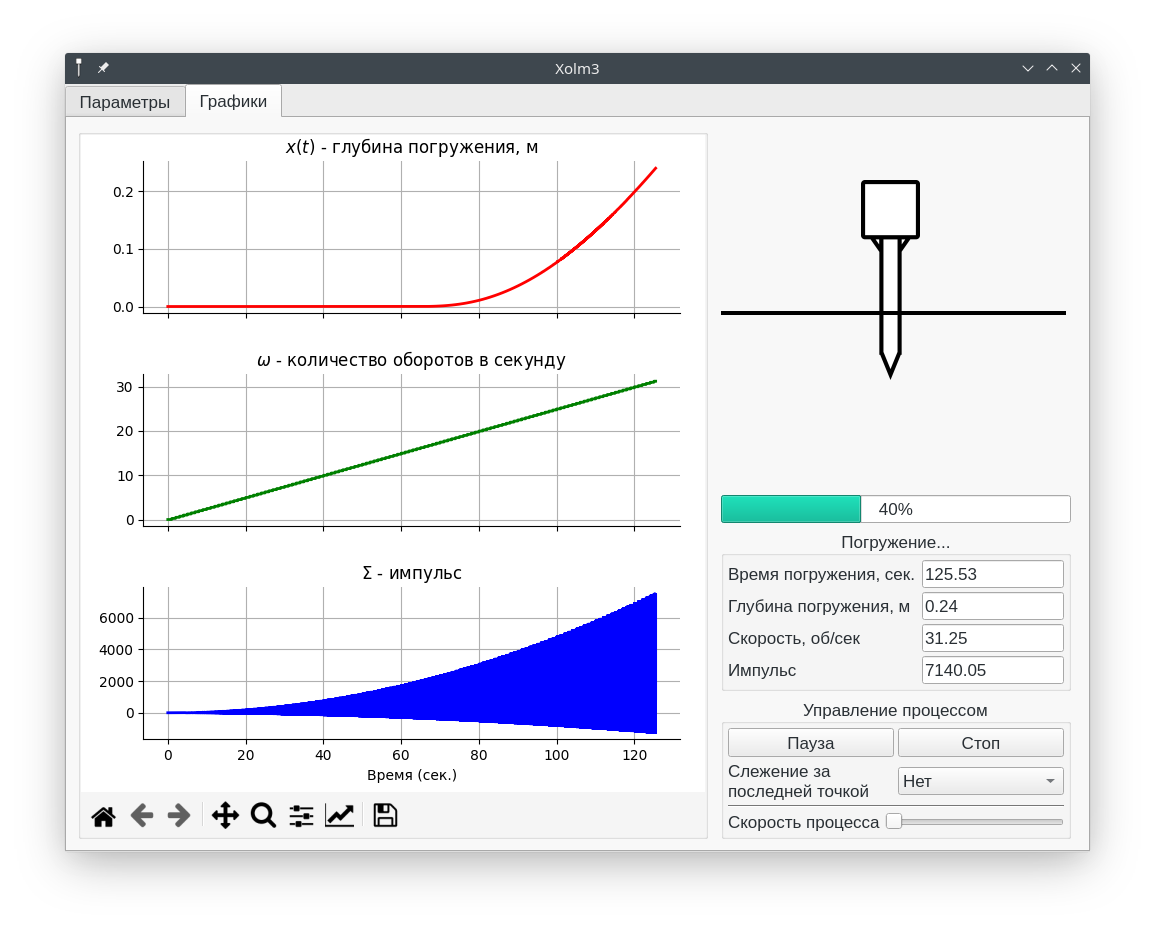 Xolm3
Параметры
Графики
x(t) - глубина погружения, м
0.2
0.1
0.0
ω - количество оборотов в секунду
30
20
10
0
Σ - импульс
6000
4000
2000
0
0 20 40 60 80 100 120
Время (сек.)
40%
Погружение...
Время погружения, сек. 125.53
Глубина погружения, м 0.24
Скорость, об/сек 31.25
Импульс 7140.05
Управление процессом
Пауза Стоп
Слежение за
последней точкой
Нет
Скорость процесса